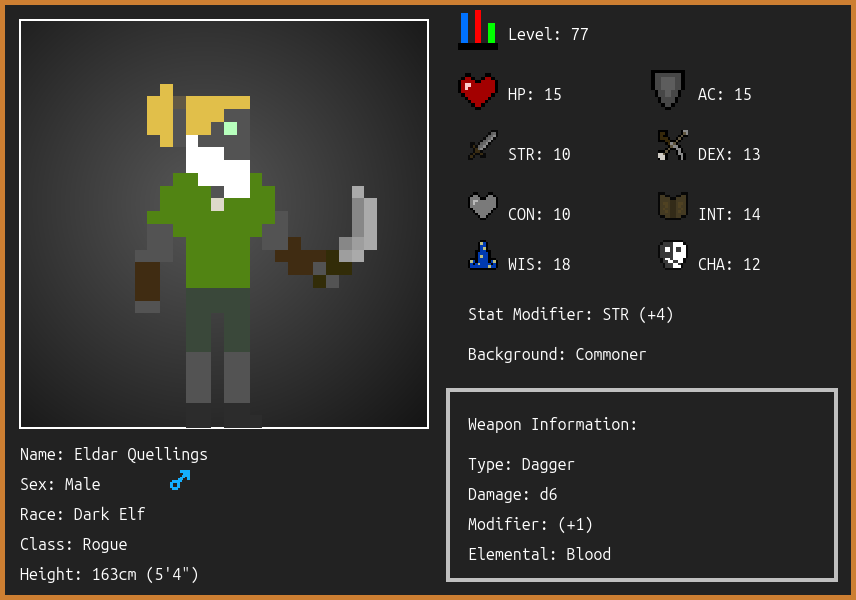 Level: 77
HP: 15
AC: 15
STR: 10
DEX: 13
CON: 10
INT: 14
WIS: 18
CHA: 12
Stat Modifier: STR (+4)
Background: Commoner
Weapon Information:
Type: Dagger
Damage: d6
Modifier: (+1)
Elemental: Blood
Name: Eldar Quellings
Sex: Male
Race: Dark Elf
Class: Rogue
Height: 163cm (5'4")